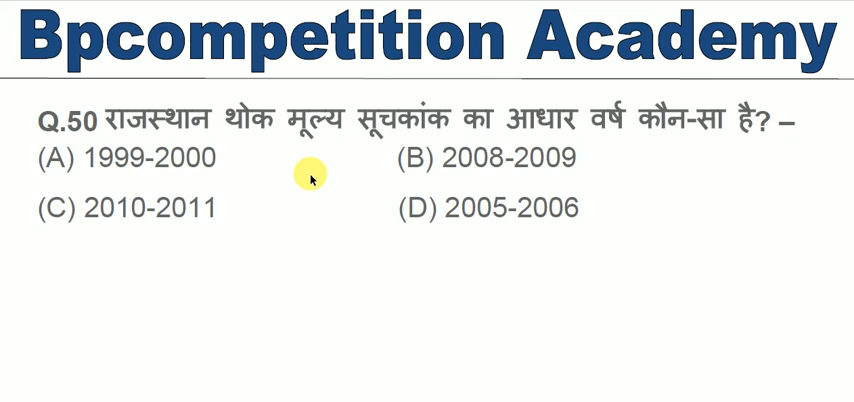 Bpcompetition Academy
Q.50 राजस्थान थोक मूल्य सूचकांक का आधार वर्ष कौन-सा है? –
(A) 1999-2000 (B) 2008-2009
(C) 2010-2011 (D) 2005-2006